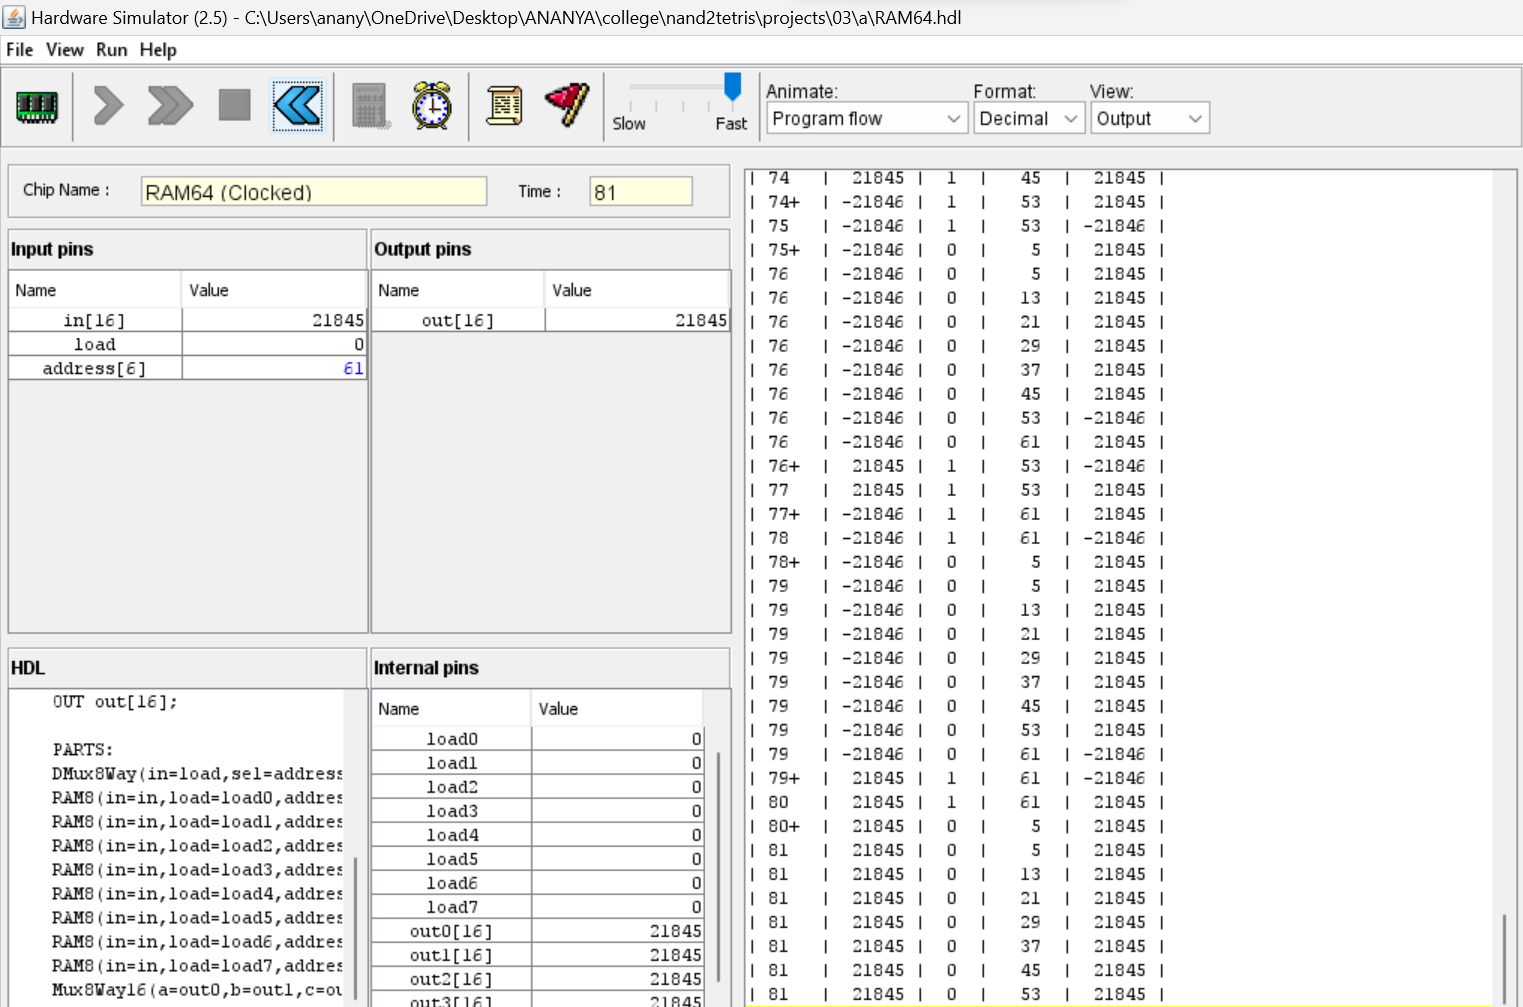 Hardware Simulator (2.5) - C:\Users\anany\OneDrive\Desktop\ANANYA\college\nand2tetris\projects\03\a\RAM64.hdl
File View Run Help
Slow Fast
Animate: Format: View:
Program flow Decimal Output
Chip Name : RAM64 (Clocked) Time : 81
Input pins
Name Value
in[16] 21845
load 0
address[6] 61
Output pins
Name Value
out[16] 21845
HDL
OUT out[16];
PARTS:
DMux8Way(in=load,sel=address
RAM8(in=in,load=load0,addres
RAM8(in=in,load=load1,addres
RAM8(in=in,load=load2,addres
RAM8(in=in,load=load3,addres
RAM8(in=in,load=load4,addres
RAM8(in=in,load=load5,addres
RAM8(in=in,load=load6,addres
RAM8(in=in,load=load7,addres
Mux8Way16(a=out0,b=out1,c=ou
Internal pins
Name Value
load0 0
load1 0
load2 0
load3 0
load4 0
load5 0
load6 0
load7 0
out0[16] 21845
out1[16] 21845
out2[16] 21845
out3[16] 21845
| 74 | 21845 | 1 | 45 | 21845 |
| 74+ | -21846 | 1 | 53 | 21845 |
| 75 | -21846 | 1 | 53 | -21846 |
| 75+ | -21846 | 0 | 5 | 21845 |
| 76 | -21846 | 0 | 5 | 21845 |
| 76 | -21846 | 0 | 13 | 21845 |
| 76 | -21846 | 0 | 21 | 21845 |
| 76 | -21846 | 0 | 29 | 21845 |
| 76 | -21846 | 0 | 37 | 21845 |
| 76 | -21846 | 0 | 45 | 21845 |
| 76 | -21846 | 0 | 53 | -21846 |
| 76 | -21846 | 0 | 61 | 21845 |
| 76+ | 21845 | 1 | 53 | -21846 |
| 77 | 21845 | 1 | 53 | 21845 |
| 77+ | -21846 | 1 | 61 | 21845 |
| 78 | -21846 | 1 | 61 | -21846 |
| 78+ | -21846 | 0 | 5 | 21845 |
| 79 | -21846 | 0 | 5 | 21845 |
| 79 | -21846 | 0 | 13 | 21845 |
| 79 | -21846 | 0 | 21 | 21845 |
| 79 | -21846 | 0 | 29 | 21845 |
| 79 | -21846 | 0 | 37 | 21845 |
| 79 | -21846 | 0 | 45 | 21845 |
| 79 | -21846 | 0 | 53 | 21845 |
| 79 | -21846 | 0 | 61 | -21846 |
| 79+ | 21845 | 1 | 61 | -21846 |
| 80 | 21845 | 1 | 61 | 21845 |
| 80+ | 21845 | 0 | 5 | 21845 |
| 81 | 21845 | 0 | 5 | 21845 |
| 81 | 21845 | 0 | 13 | 21845 |
| 81 | 21845 | 0 | 21 | 21845 |
| 81 | 21845 | 0 | 29 | 21845 |
| 81 | 21845 | 0 | 37 | 21845 |
| 81 | 21845 | 0 | 45 | 21845 |
| 81 | 21845 | 0 | 53 | 21845 |